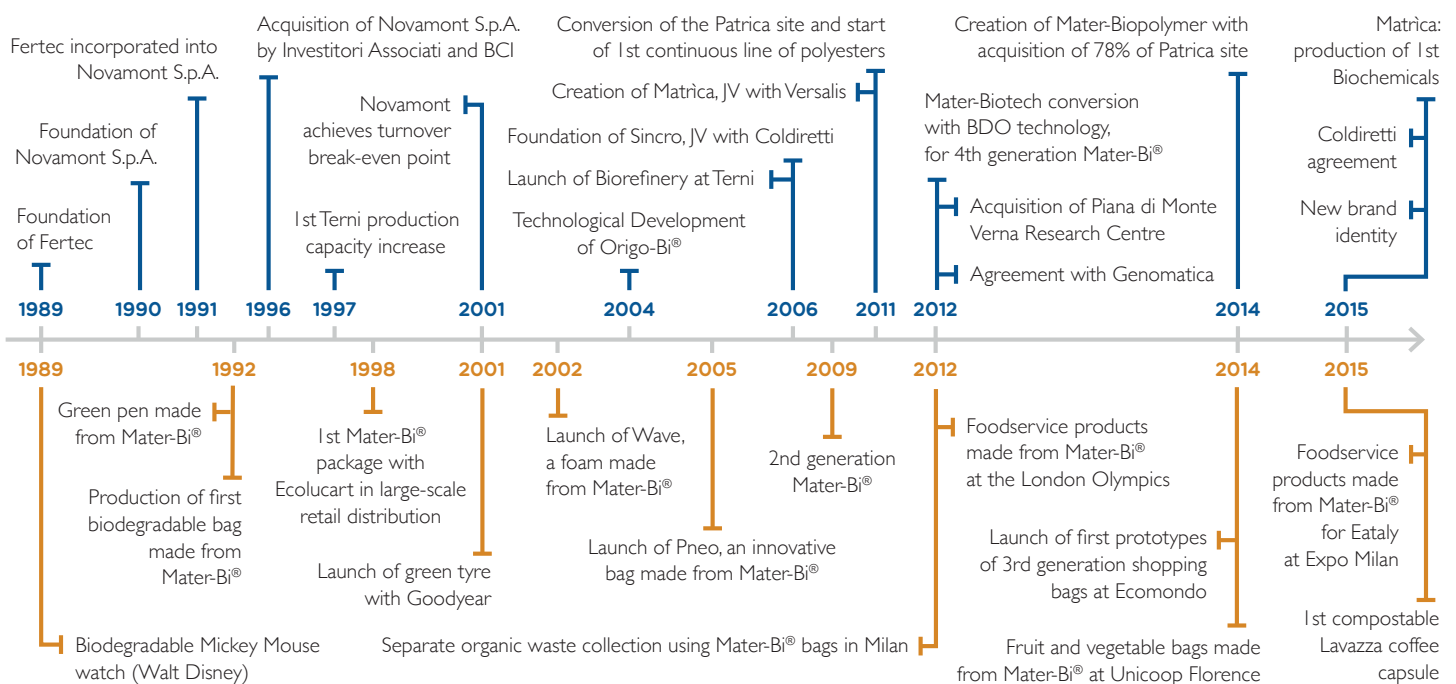 Fertec incorporated into
Novamont S.p.A.
Foundation of
Novamont S.p.A.
Foundation
of Fertec
Acquisition of Novamont S.p.A.
by Investitori Associati and BCI
1st Terni production
capacity increase
Novamont
achieves turnover
break-even point
Conversion of the Patrica site and start
of 1st continuous line of polyesters
Creation of Matrìca, JV with Versalis
Foundation of Sincro, JV with Coldiretti
Launch of Biorefinery at Terni
Technological Development
of Origo-Bi®
Creation of Mater-Biopolymer with
acquisition of 78% of Patrica site
Mater-Biotech conversion
with BDO technology,
for 4th generation Mater-Bi®
Acquisition of Piana di Monte
Verna Research Centre
Agreement with Genomatica
Matrìca:
production of 1st
Biochemicals
Coldiretti
agreement
New brand
identity
1989 1990 1991 1996 1997 2001 2004 2006 2011 2012 2014 2015
1989 1992 1998 2001 2002 2005 2009 2012 2014 2015
Green pen made
from Mater-Bi®
Production of first
biodegradable bag
made from
Mater-Bi®
Biodegradable Mickey Mouse
watch (Walt Disney)
1st Mater-Bi®
package with
Ecolucart in large-scale
retail distribution
Launch of green tyre
with Goodyear
Launch of Wave,
a foam made
from Mater-Bi®
Launch of Pneo, an innovative
bag made from Mater-Bi®
2nd generation
Mater-Bi®
Separate organic waste collection using Mater-Bi® bags in Milan
Foodservice products
made from Mater-Bi®
at the London Olympics
Launch of first prototypes
of 3rd generation shopping
bags at Ecomondo
Fruit and vegetable bags made
from Mater-Bi® at Unicoop Florence
Foodservice
products made
from Mater-Bi®
for Eataly
at Expo Milan
1st compostable
Lavazza coffee
capsule